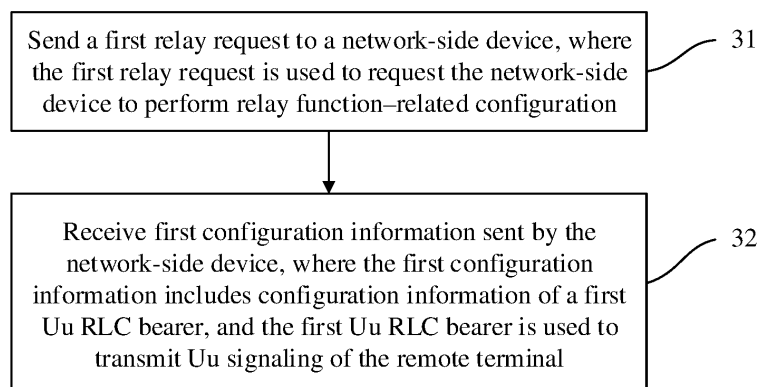 Send a first relay request to a network-side device, where
the first relay request is used to request the network-side
device to perform relay function–related configuration
31
Receive first configuration information sent by the
network-side device, where the first configuration
information includes configuration information of a first
Uu RLC bearer, and the first Uu RLC bearer is used to
transmit Uu signaling of the remote terminal
32